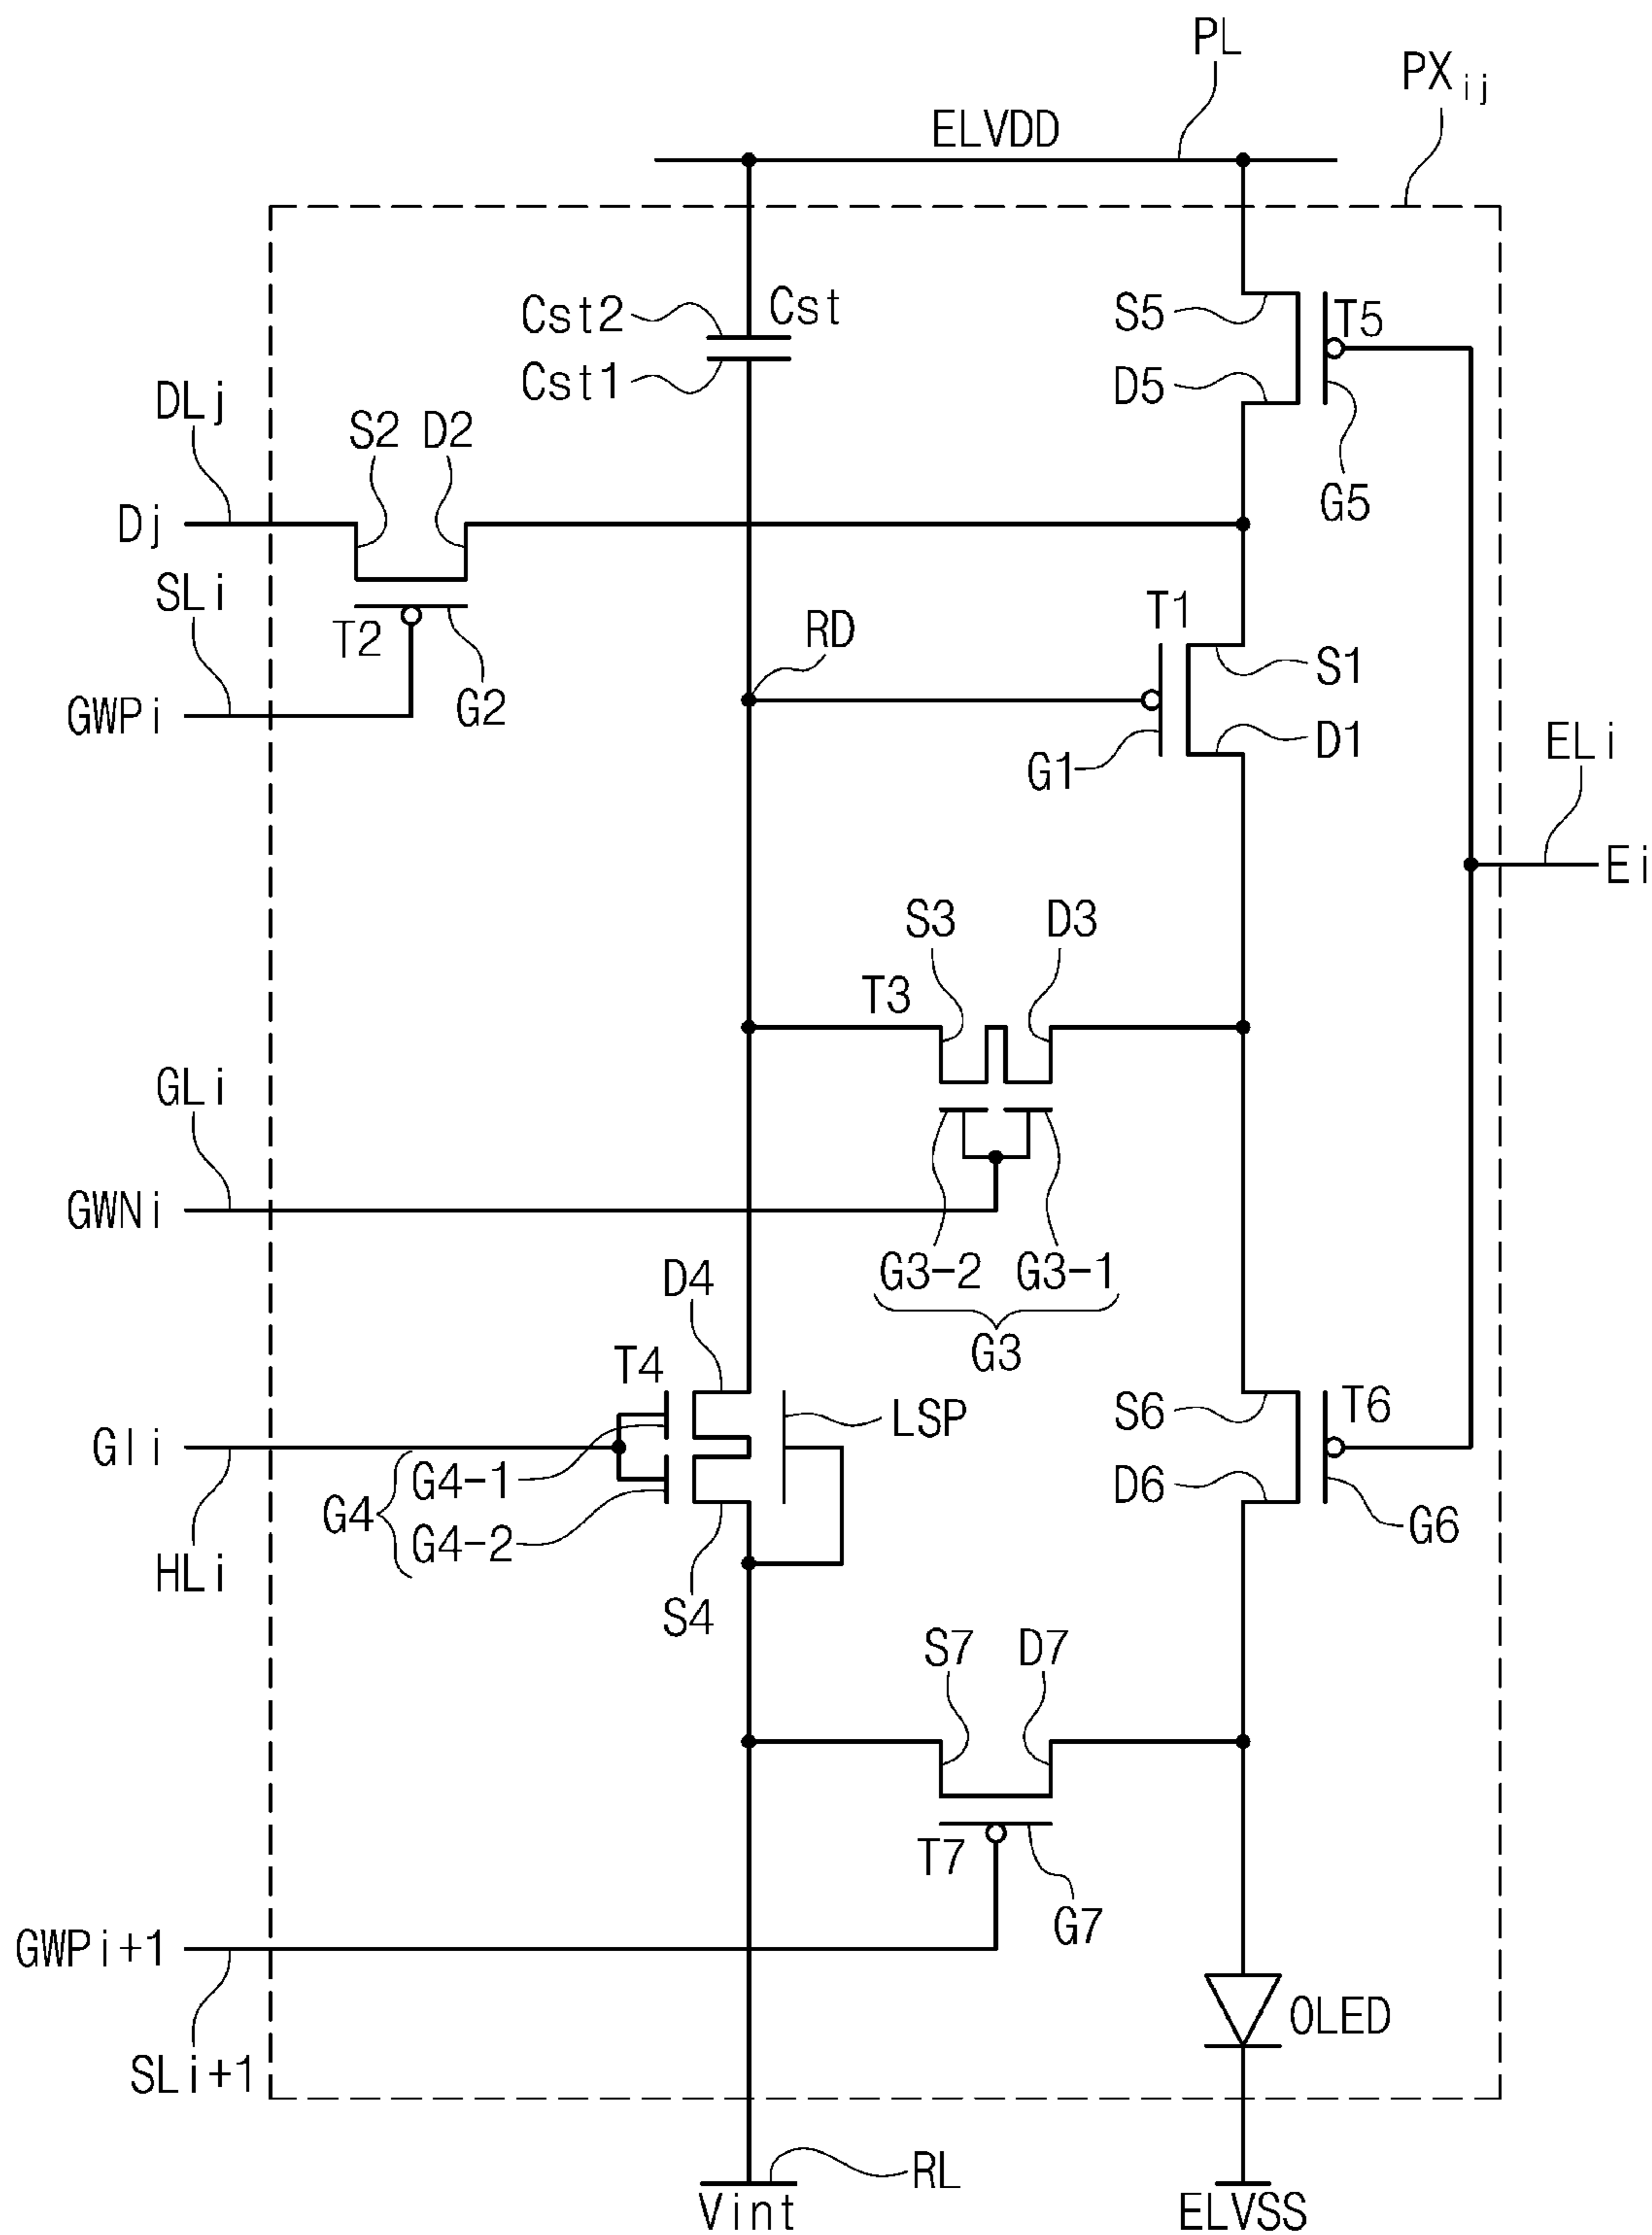 PL
PXij
ELVDD
Cst2
Cst
S5
T5
Cst1
D5
DLj
S2
D2
G5
Dj
SLi
T2
RD
T1
S1
GWPi
G2
D1
G1
ELi
Ei
S3
D3
T3
GLi
GWNi
G3-2
G3-1
D4
G3
T4
LSP
S6
T6
GIi
G4-1
D6
G4
G4-2
G6
HLi
S4
S7
D7
T7
G7
GWPi+1
OLED
SLi+1
RL
Vint
ELVSS